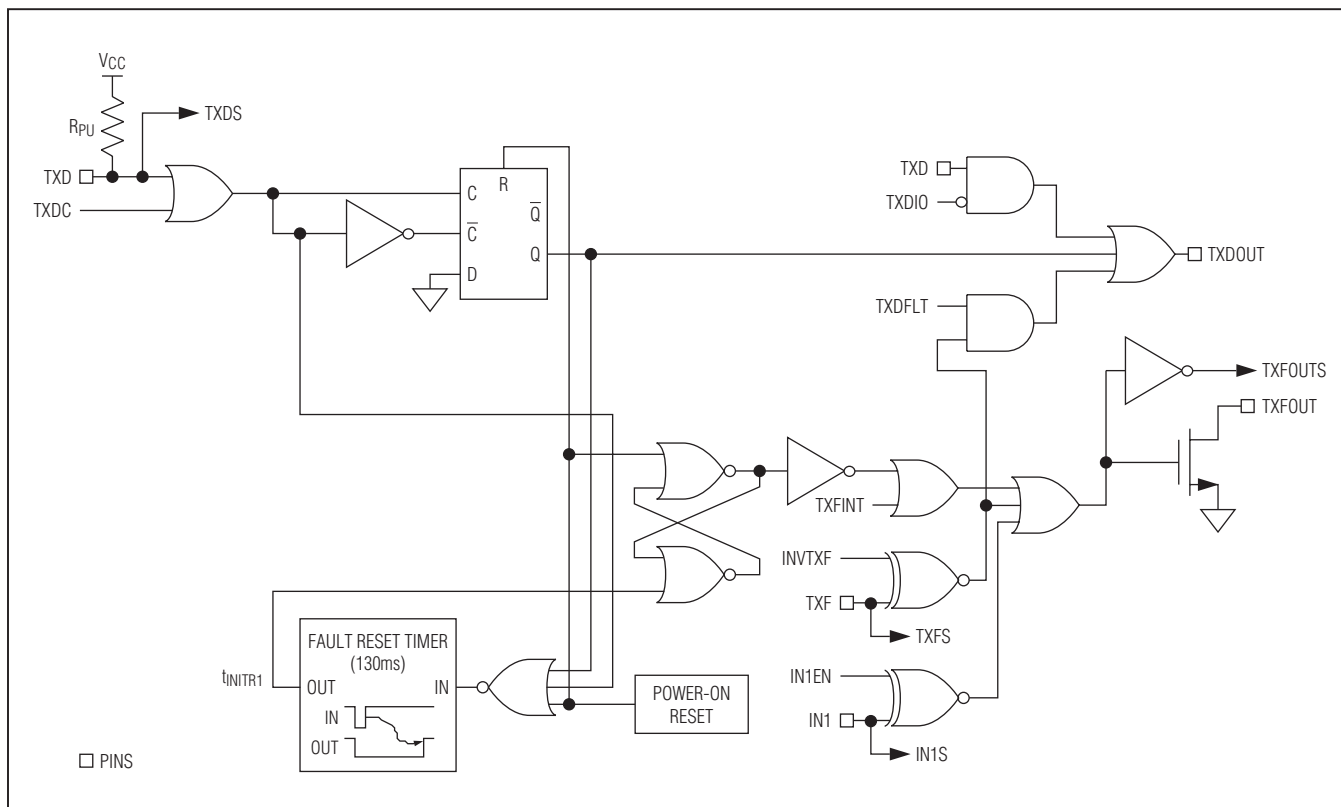 VCC
RPU
TXDS
TXD
TXDC
C
R
C
Q
Q
D
TXD
TXDIO
TXDOUT
TXDFLT
TXFOUTS
TXFOUT
TXFINT
INVTXF
TXF
TXFS
FAULT RESET TIMER
(130ms)
tINITR1
OUT
IN
IN
OUT
POWER-ON
RESET
IN1EN
IN1
IN1S
PINS